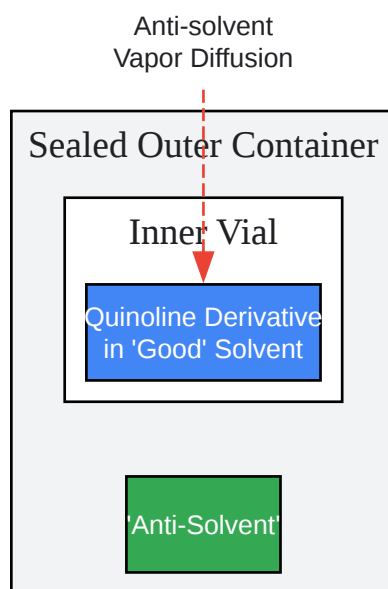 Anti-solvent
Vapor Diffusion
Sealed Outer Container
Inner Vial
Quinoline Derivative
in 'Good' Solvent
'Anti-Solvent'